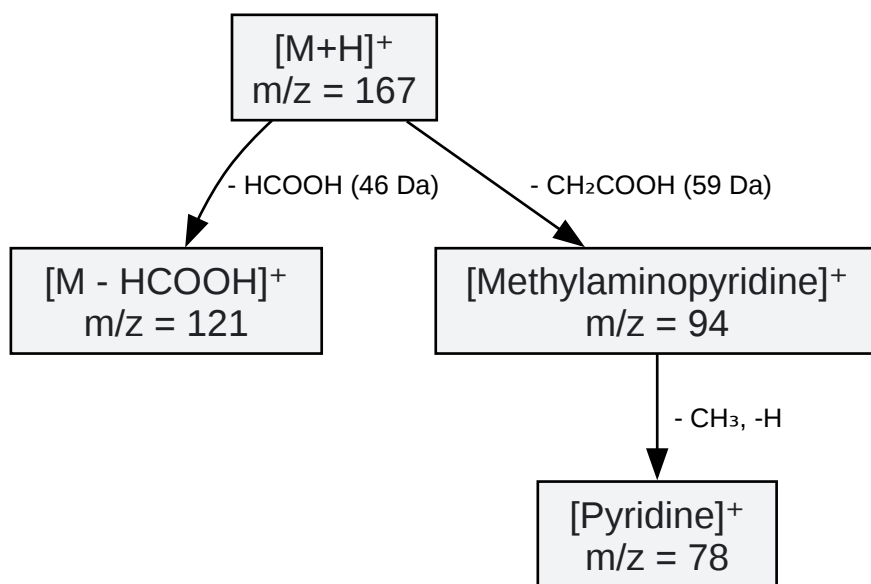 [M+H]⁺
m/z = 167
- HCOOH (46 Da)
- CH₂COOH (59 Da)
[M - HCOOH]⁺
m/z = 121
[Methylaminopyridine]⁺
m/z = 94
- CH₃, -H
[Pyridine]⁺
m/z = 78